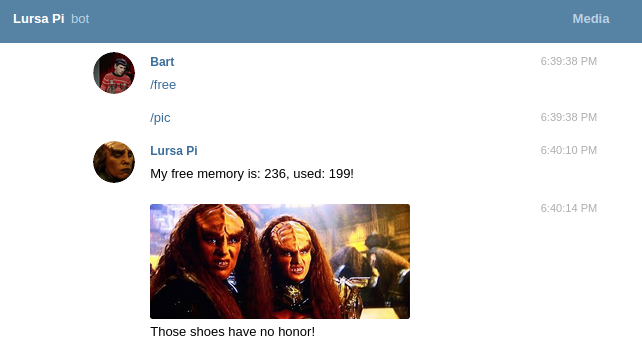 Lursa Pi bot Media
Bart 6:39:38 PM
/free
/pic 6:39:38 PM
Lursa Pi 6:40:10 PM
My free memory is: 236, used: 199!
6:40:14 PM
Those shoes have no honor!